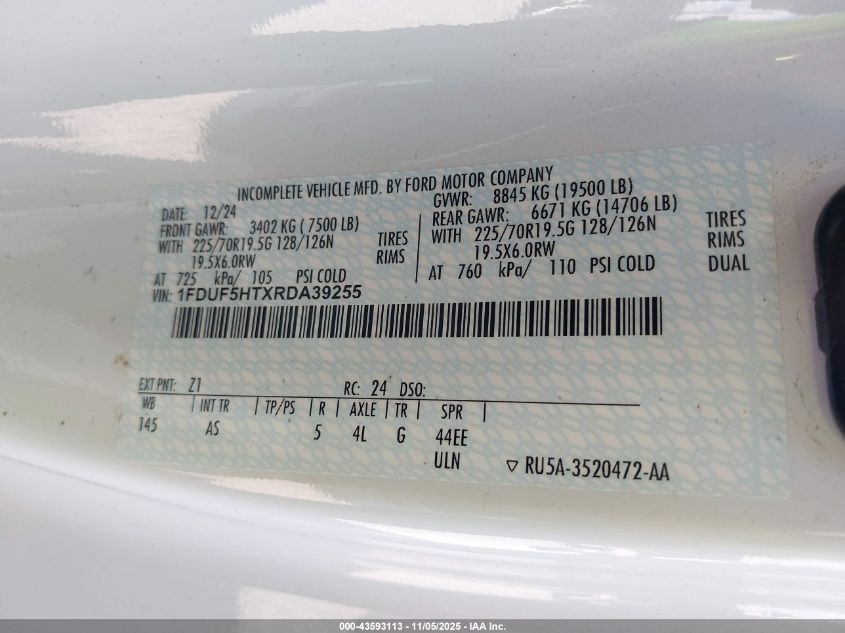 INCOMPLETE VEHICLE MFD. BY FORD MOTOR COMPANY
DATE: 12/24 GVWR: 8845 KG (19500 LB)
FRONT GAWR: 3402 KG ( 7500 LB) REAR GAWR: 6671 KG (14706 LB)
WITH 225/70R19.5G 128/126N TIRES WITH 225/70R19.5G 128/126N TIRES
19.5X6.0RW RIMS 19.5X6.0RW RIMS
AT 725 kPa/ 105 PSI COLD AT 760 kPa/ 110 PSI COLD DUAL
VIN: 1FDUF5HTXRDA39255
EXT PNT: Z1 RC: 24 DSO:
WB INT TR TP/PS R AXLE TR SPR
145 AS 5 4L G 44EE
ULN RU5A-3520472-AA
000-43593113 - 11/05/2025 - IAA Inc.